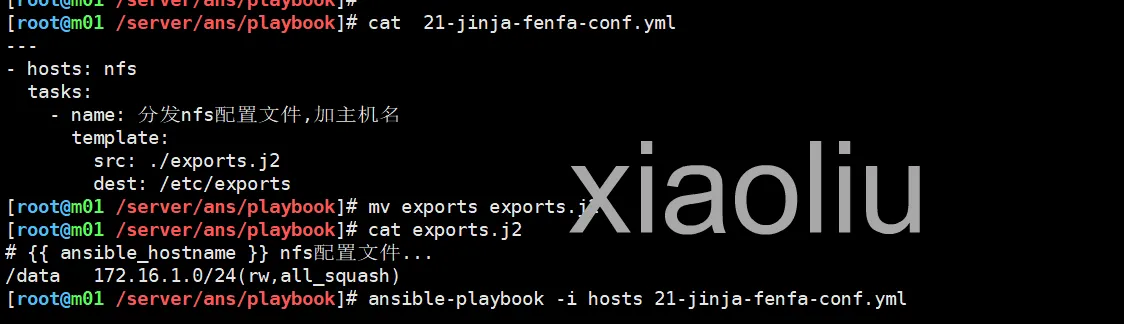 [root@m01 /server/ans/playbook]#
[root@m01 /server/ans/playbook]# cat  21-jinja-fenfa-conf.yml
---
- hosts: nfs
  tasks:
    - name: 分发nfs配置文件,加主机名
      template:
        src: ./exports.j2
        dest: /etc/exports
[root@m01 /server/ans/playbook]# mv exports exports.j2
[root@m01 /server/ans/playbook]# cat exports.j2
# {{ ansible_hostname }} nfs配置文件...
/data   172.16.1.0/24(rw,all_squash)
[root@m01 /server/ans/playbook]# ansible-playbook -i hosts 21-jinja-fenfa-conf.yml
xiaoliu